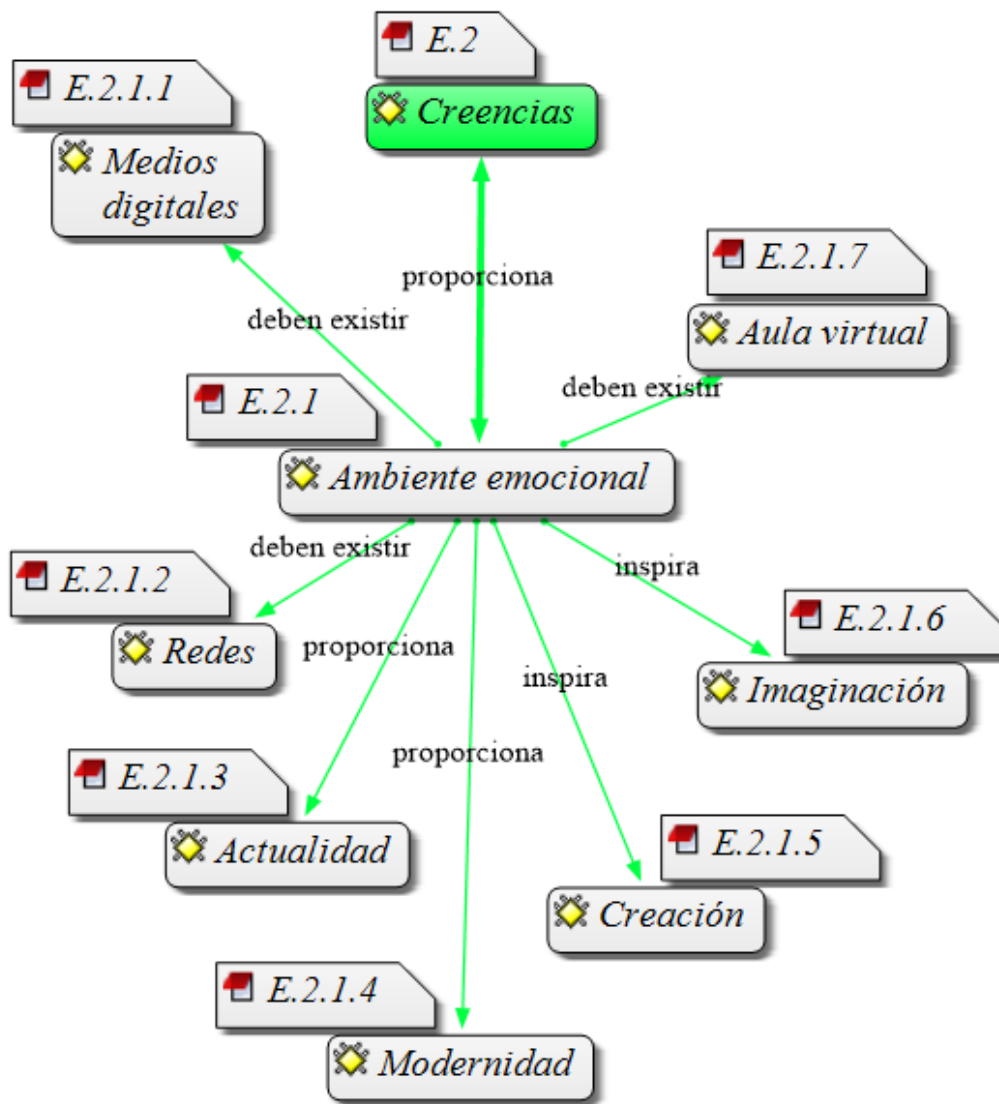 E.2
Creencias
E.2.1.1
Medios
digitales
proporciona
E.2.1.7
Aula virtual
deben existir
deben existir
E.2.1
Ambiente emocional
deben existir
inspira
E.2.1.2
Redes
E.2.1.6
Imaginación
proporciona
inspira
proporciona
E.2.1.3
Actualidad
E.2.1.5
Creación
E.2.1.4
Modernidad